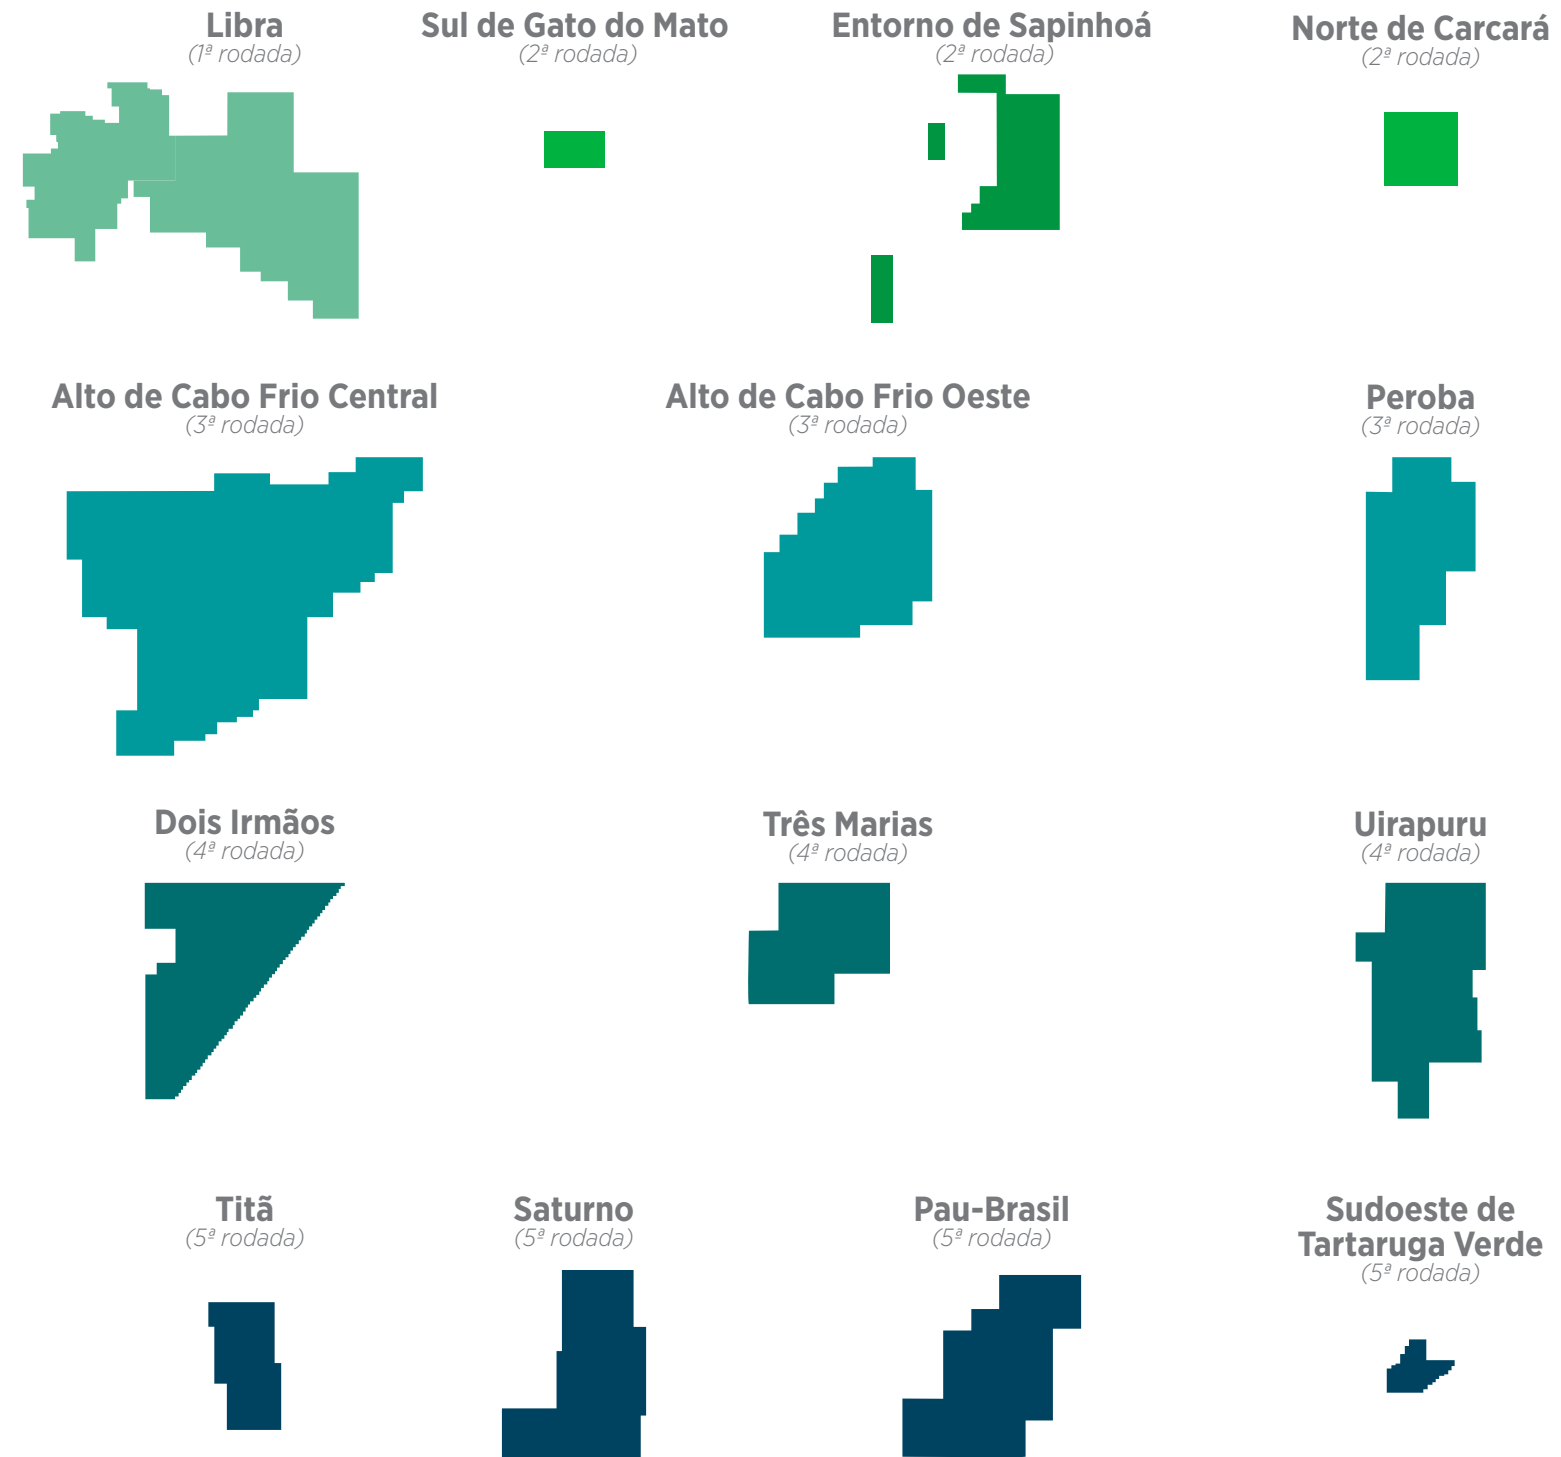 Libra
(1ª rodada)
Sul de Gato do Mato
(2ª rodada)
Entorno de Sapinhoá
(2ª rodada)
Norte de Carcará
(2ª rodada)
Alto de Cabo Frio Central
(3ª rodada)
Alto de Cabo Frio Oeste
(3ª rodada)
Peroba
(3ª rodada)
Dois Irmãos
(4ª rodada)
Três Marias
(4ª rodada)
Uirapuru
(4ª rodada)
Titã
(5ª rodada)
Saturno
(5ª rodada)
Pau-Brasil
(5ª rodada)
Sudoeste de
Tartaruga Verde
(5ª rodada)